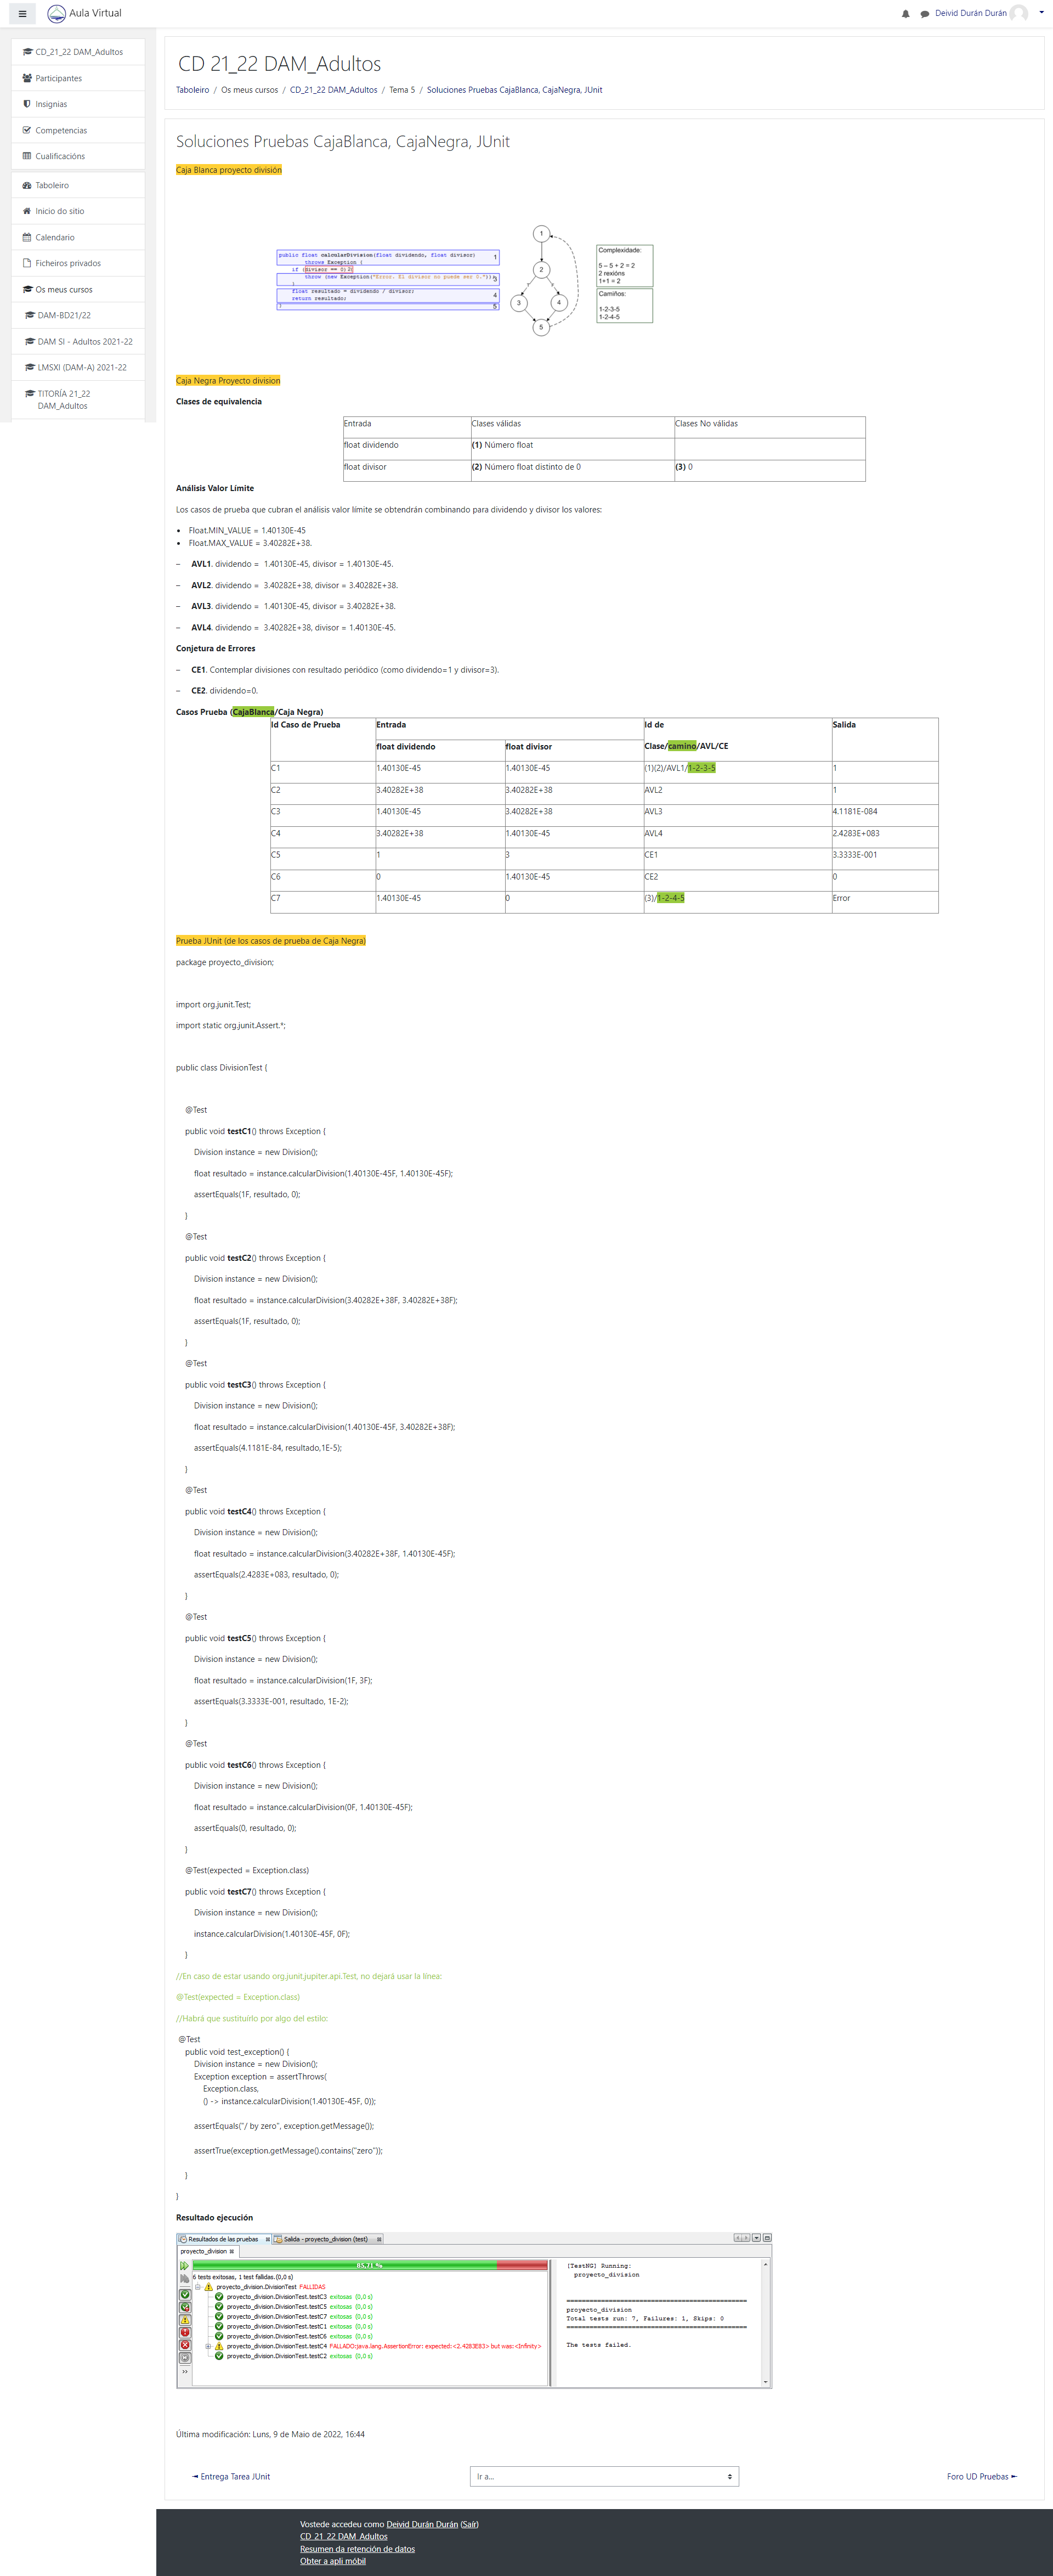 Aula Virtual
Deivid Durán Durán
CD_21_22 DAM_Adultos
Participantes
Insignias
Competencias
Cualificacións
Taboleiro
Inicio do sitio
Calendario
Ficheiros privados
Os meus cursos
DAM-BD21/22
DAM SI - Adultos 2021-22
LMSXI (DAM-A) 2021-22
TITORÍA 21_22
DAM_Adultos
CD 21_22 DAM_Adultos
Taboleiro / Os meus cursos / CD_21_22 DAM_Adultos / Tema 5 / Soluciones Pruebas CajaBlanca, CajaNegra, JUnit
Soluciones Pruebas CajaBlanca, CajaNegra, JUnit
Caja Blanca proyecto división
public float calcularDivision(float dividendo, float divisor) 1
throws Exception {
if (divisor == 0) 2{
throw (new Exception("Error. El divisor no puede ser 0.")); 3
}
float resultado = dividendo / divisor; 4
return resultado;
} 5
1
2
3 4
5
Complexidade:
5 – 5 + 2 = 2
2 rexións
1+1 = 2
Camiños:
1-2-3-5
1-2-4-5
Caja Negra Proyecto division
Clases de equivalencia
Entrada Clases válidas Clases No válidas
float dividendo (1) Número float
float divisor (2) Número float distinto de 0 (3) 0
Análisis Valor Límite
Los casos de prueba que cubran el análisis valor límite se obtendrán combinando para dividendo y divisor los valores:
• Float.MIN_VALUE = 1.40130E-45
• Float.MAX_VALUE = 3.40282E+38.
– AVL1. dividendo = 1.40130E-45, divisor = 1.40130E-45.
– AVL2. dividendo = 3.40282E+38, divisor = 3.40282E+38.
– AVL3. dividendo = 1.40130E-45, divisor = 3.40282E+38.
– AVL4. dividendo = 3.40282E+38, divisor = 1.40130E-45.
Conjetura de Errores
– CE1. Contemplar divisiones con resultado periódico (como dividendo=1 y divisor=3).
– CE2. dividendo=0.
Casos Prueba (CajaBlanca/Caja Negra)
Id Caso de Prueba Entrada Id de Salida
float dividendo float divisor Clase/camino/AVL/CE
C1 1.40130E-45 1.40130E-45 (1)(2)/AVL1/1-2-3-5 1
C2 3.40282E+38 3.40282E+38 AVL2 1
C3 1.40130E-45 3.40282E+38 AVL3 4.1181E-084
C4 3.40282E+38 1.40130E-45 AVL4 2.4283E+083
C5 1 3 CE1 3.3333E-001
C6 0 1.40130E-45 CE2 0
C7 1.40130E-45 0 (3)/1-2-4-5 Error
Prueba JUnit (de los casos de prueba de Caja Negra)
package proyecto_division;
import org.junit.Test;
import static org.junit.Assert.*;
public class DivisionTest {
@Test
public void testC1() throws Exception {
Division instance = new Division();
float resultado = instance.calcularDivision(1.40130E-45F, 1.40130E-45F);
assertEquals(1F, resultado, 0);
}
@Test
public void testC2() throws Exception {
Division instance = new Division();
float resultado = instance.calcularDivision(3.40282E+38F, 3.40282E+38F);
assertEquals(1F, resultado, 0);
}
@Test
public void testC3() throws Exception {
Division instance = new Division();
float resultado = instance.calcularDivision(1.40130E-45F, 3.40282E+38F);
assertEquals(4.1181E-84, resultado,1E-5);
}
@Test
public void testC4() throws Exception {
Division instance = new Division();
float resultado = instance.calcularDivision(3.40282E+38F, 1.40130E-45F);
assertEquals(2.4283E+083, resultado, 0);
}
@Test
public void testC5() throws Exception {
Division instance = new Division();
float resultado = instance.calcularDivision(1F, 3F);
assertEquals(3.3333E-001, resultado, 1E-2);
}
@Test
public void testC6() throws Exception {
Division instance = new Division();
float resultado = instance.calcularDivision(0F, 1.40130E-45F);
assertEquals(0, resultado, 0);
}
@Test(expected = Exception.class)
public void testC7() throws Exception {
Division instance = new Division();
instance.calcularDivision(1.40130E-45F, 0F);
}
//En caso de estar usando org.junit.jupiter.api.Test, no dejará usar la línea:
@Test(expected = Exception.class)
//Habrá que sustituírlo por algo del estilo:
@Test
public void test_exception() {
Division instance = new Division();
Exception exception = assertThrows(
Exception.class,
() -> instance.calcularDivision(1.40130E-45F, 0));
assertEquals("/ by zero", exception.getMessage());
assertTrue(exception.getMessage().contains("zero"));
}
}
Resultado ejecución
Resultados de las pruebas Salida - proyecto_division (test)
proyecto_division
85,71 %
6 tests exitosas, 1 test fallidas.(0,0 s)
proyecto_division.DivisionTest FALLIDAS
proyecto_division.DivisionTest.testC3 exitosas (0,0 s)
proyecto_division.DivisionTest.testC5 exitosas (0,0 s)
proyecto_division.DivisionTest.testC7 exitosas (0,0 s)
proyecto_division.DivisionTest.testC1 exitosas (0,0 s)
proyecto_division.DivisionTest.testC6 exitosas (0,0 s)
proyecto_division.DivisionTest.testC4 FALLADO:java.lang.AssertionError: expected:<2.4283E83> but was:<Infinity>
proyecto_division.DivisionTest.testC2 exitosas (0,0 s)
[TestNG] Running:
proyecto_division
===============================================
proyecto_division
Total tests run: 7, Failures: 1, Skips: 0
===============================================
The tests failed.
Última modificación: Luns, 9 de Maio de 2022, 16:44
◄ Entrega Tarea JUnit
Ir a...
Foro UD Pruebas ►
Vostede accedeu como Deivid Durán Durán (Saír)
CD_21_22 DAM_Adultos
Resumen da retención de datos
Obter a apli móbil